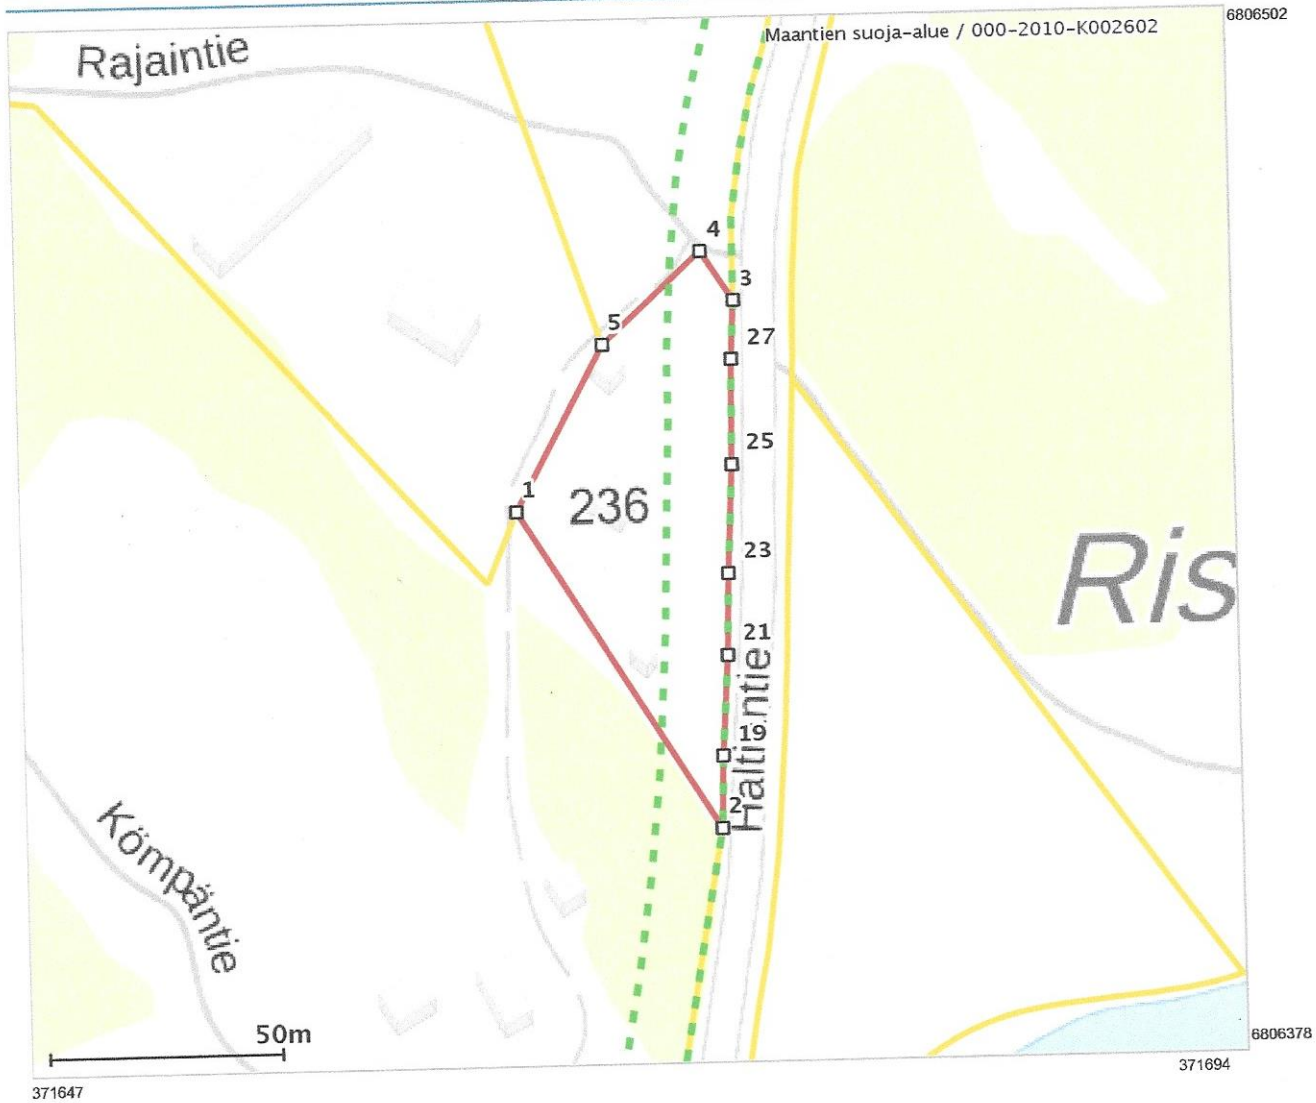 6806502
Maantien suoja-alue / 000-2010-K002602
Rajaintie
4
3
5
27
25
1
236
23
Ris
21
19
Haltiantie
2
Kömpäntie
50m
6806378
371694
371647